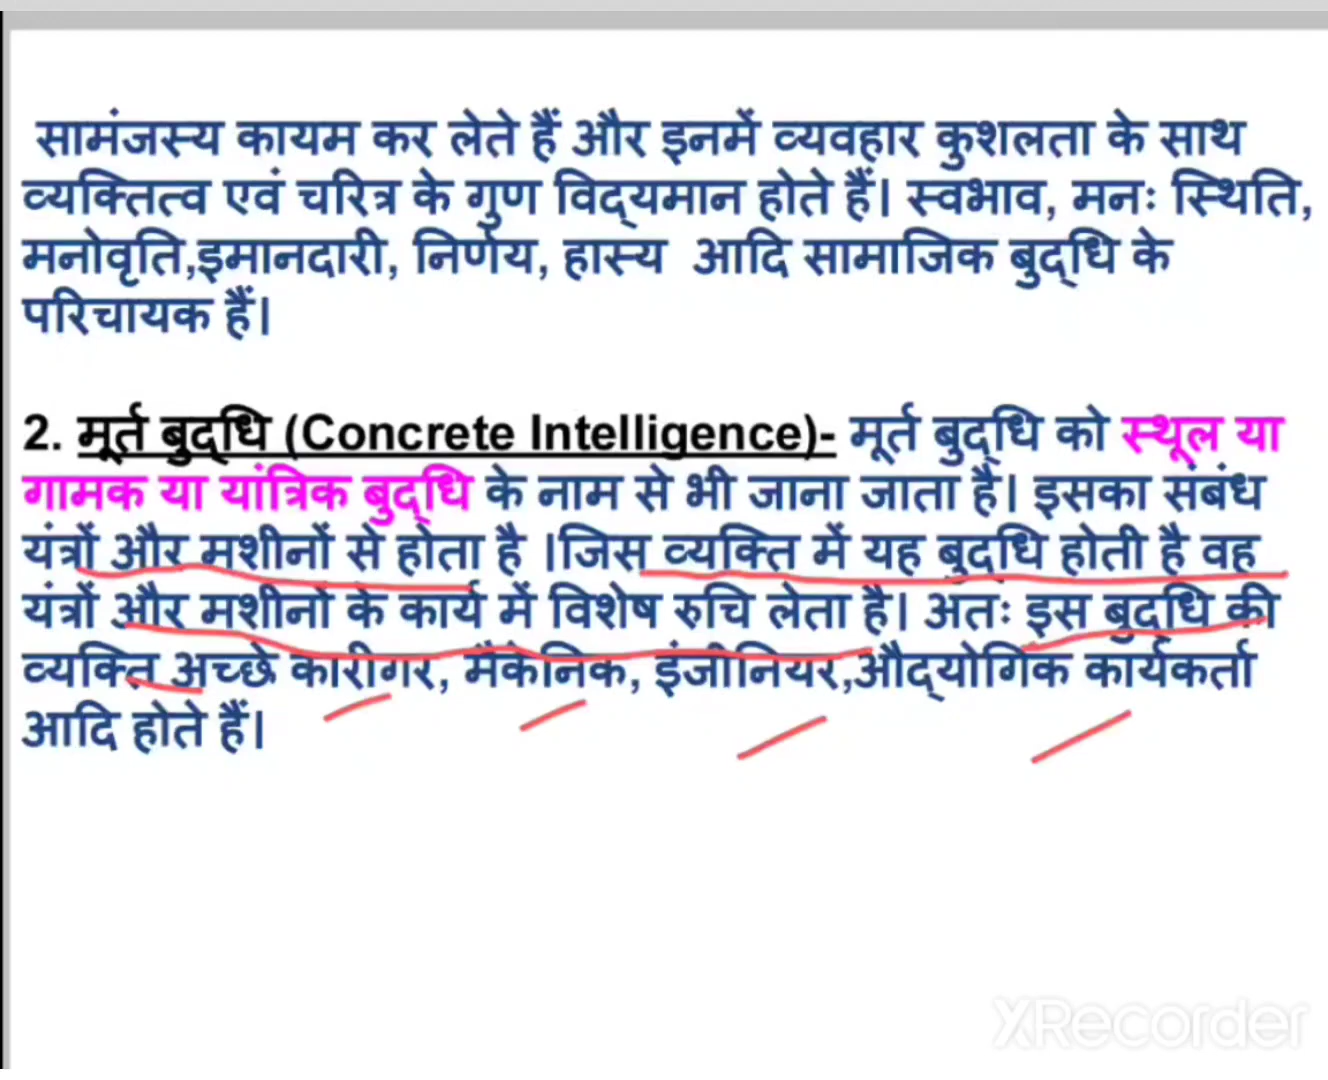 सामंजस्य कायम कर लेते हैं और इनमें व्यवहार कुशलता के साथ
व्यक्तित्व एवं चरित्र के गुण विद्यमान होते हैं। स्वभाव, मनः स्थिति,
मनोवृति,इमानदारी, निर्णय, हास्य आदि सामाजिक बुद्धि के
परिचायक हैं।
2. मूर्त बुद्धि (Concrete Intelligence)- मूर्त बुद्धि को स्थूल या
गामक या यांत्रिक बुद्धि के नाम से भी जाना जाता है। इसका संबंध
यंत्रों और मशीनों से होता है ।जिस व्यक्ति में यह बुद्धि होती है वह
यंत्रों और मशीनों के कार्य में विशेष रुचि लेता है। अतः इस बुद्धि की
व्यक्ति अच्छे कारीगर, मैकेनिक, इंजीनियर,औद्योगिक कार्यकर्ता
आदि होते हैं।
XRecorder